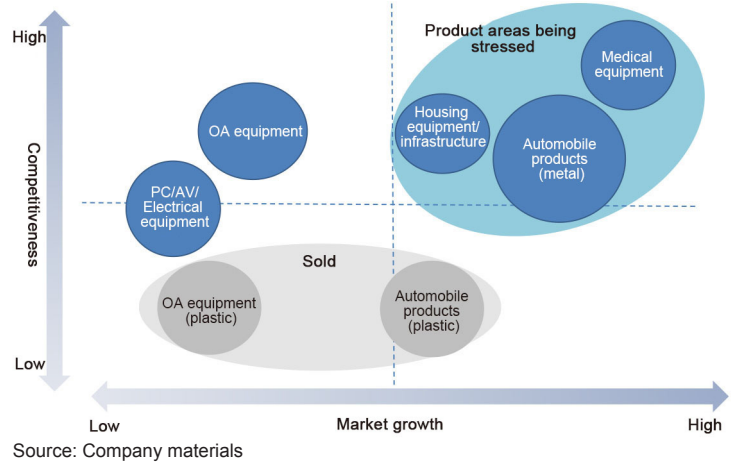 High
Product areas being
stressed
Medical
equipment
Housing
equipment/
infrastructure
OA equipment
Automobile
products
(metal)
Competitiveness
PC/AV/
Electrical
equipment
Sold
OA equipment
(plastic)
Automobile
products
(plastic)
Low
Low
Market growth
High
Source: Company materials